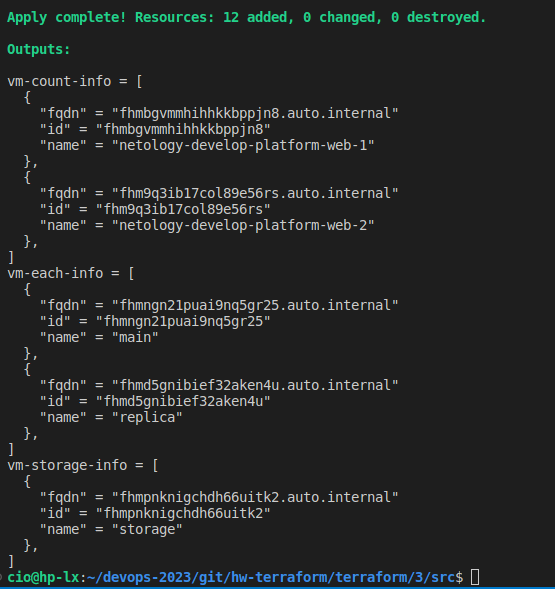 Apply complete! Resources: 12 added, 0 changed, 0 destroyed.
Outputs:
vm-count-info = [
  {
    "fqdn" = "fhmbgvmmhihhkkbppjn8.auto.internal"
    "id" = "fhmbgvmmhihhkkbppjn8"
    "name" = "netology-develop-platform-web-1"
  },
  {
    "fqdn" = "fhm9q3ib17col89e56rs.auto.internal"
    "id" = "fhm9q3ib17col89e56rs"
    "name" = "netology-develop-platform-web-2"
  },
]
vm-each-info = [
  {
    "fqdn" = "fhmngn21puai9nq5gr25.auto.internal"
    "id" = "fhmngn21puai9nq5gr25"
    "name" = "main"
  },
  {
    "fqdn" = "fhmd5gnibief32aken4u.auto.internal"
    "id" = "fhmd5gnibief32aken4u"
    "name" = "replica"
  },
]
vm-storage-info = [
  {
    "fqdn" = "fhmpnknigchdh66uitk2.auto.internal"
    "id" = "fhmpnknigchdh66uitk2"
    "name" = "storage"
  },
]
cio@hp-lx:~/devops-2023/git/hw-terraform/terraform/3/src$